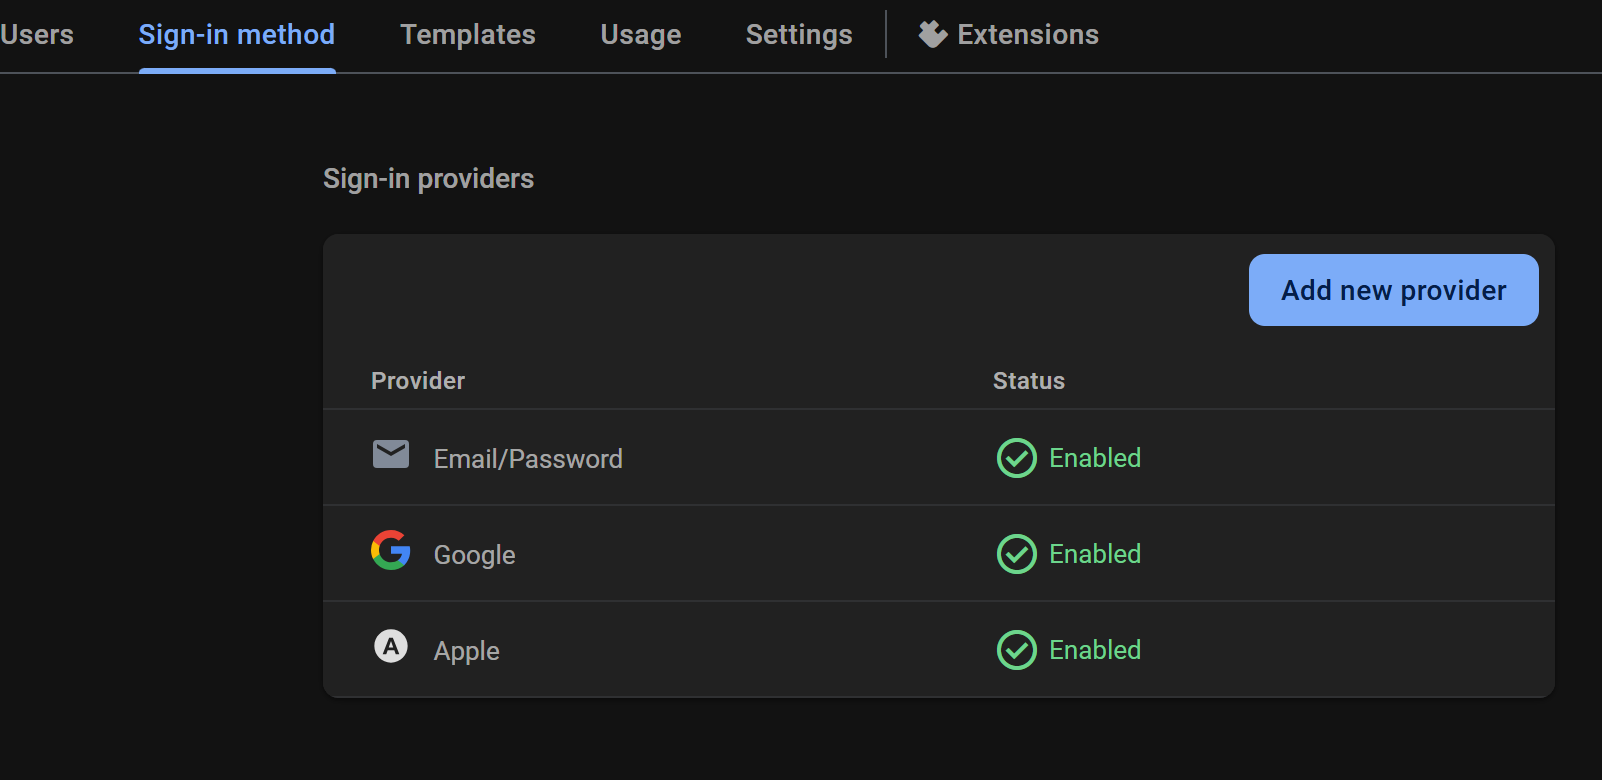 Users Sign-in method Templates Usage Settings Extensions
Sign-in providers
Add new provider
Provider Status
Email/Password Enabled
Google Enabled
A Apple Enabled